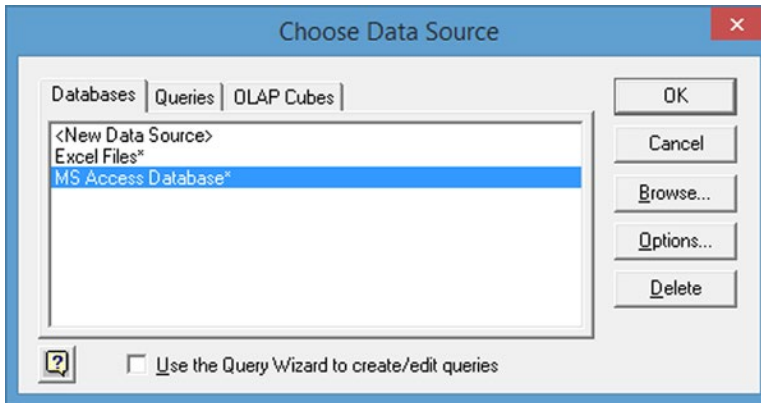 Choose Data Source
Databases
Queries
OLAP Cubes
<New Data Source>
Excel Files*
MS Access Database*
OK
Cancel
Browse...
Options...
Delete
Use the Query Wizard to create/edit queries